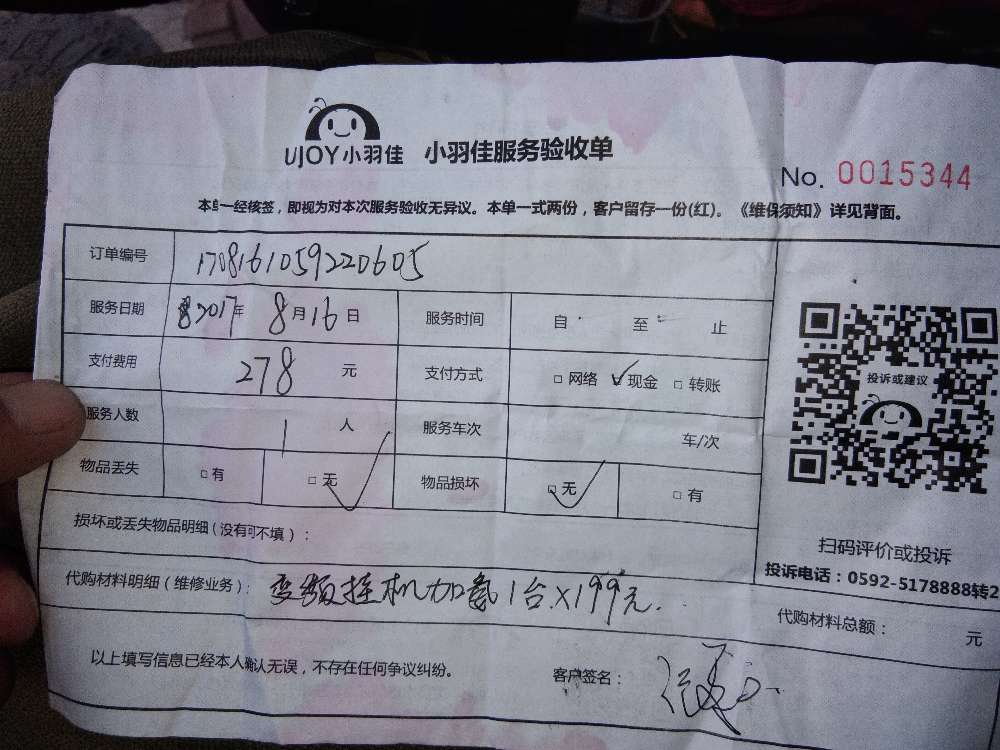 UJOY小羽佳 小羽佳服务验收单
No. 0015344
本单一经核签，即视为对本次服务验收无异议。本单一式两份，客户留存一份(红)。《维保须知》详见背面。
订单编号 1708161059220605
服务日期 2017年 8月16日 服务时间 自 : 至 : 止
支付费用 278 元 支付方式 □网络 ☑现金 □转账
服务人数 1 人 服务车次 车/次
物品丢失 □有 □无 ✓ 物品损坏 □无 ✓ □有
损坏或丢失物品明细（没有可不填）：
代购材料明细（维修业务）：变频挂机加氟1台×199元.
代购材料总额： 元
以上填写信息已经本人确认无误，不存在任何争议纠纷。 客户签名：
投诉或建议
扫码评价或投诉
投诉电话：0592-5178888转2